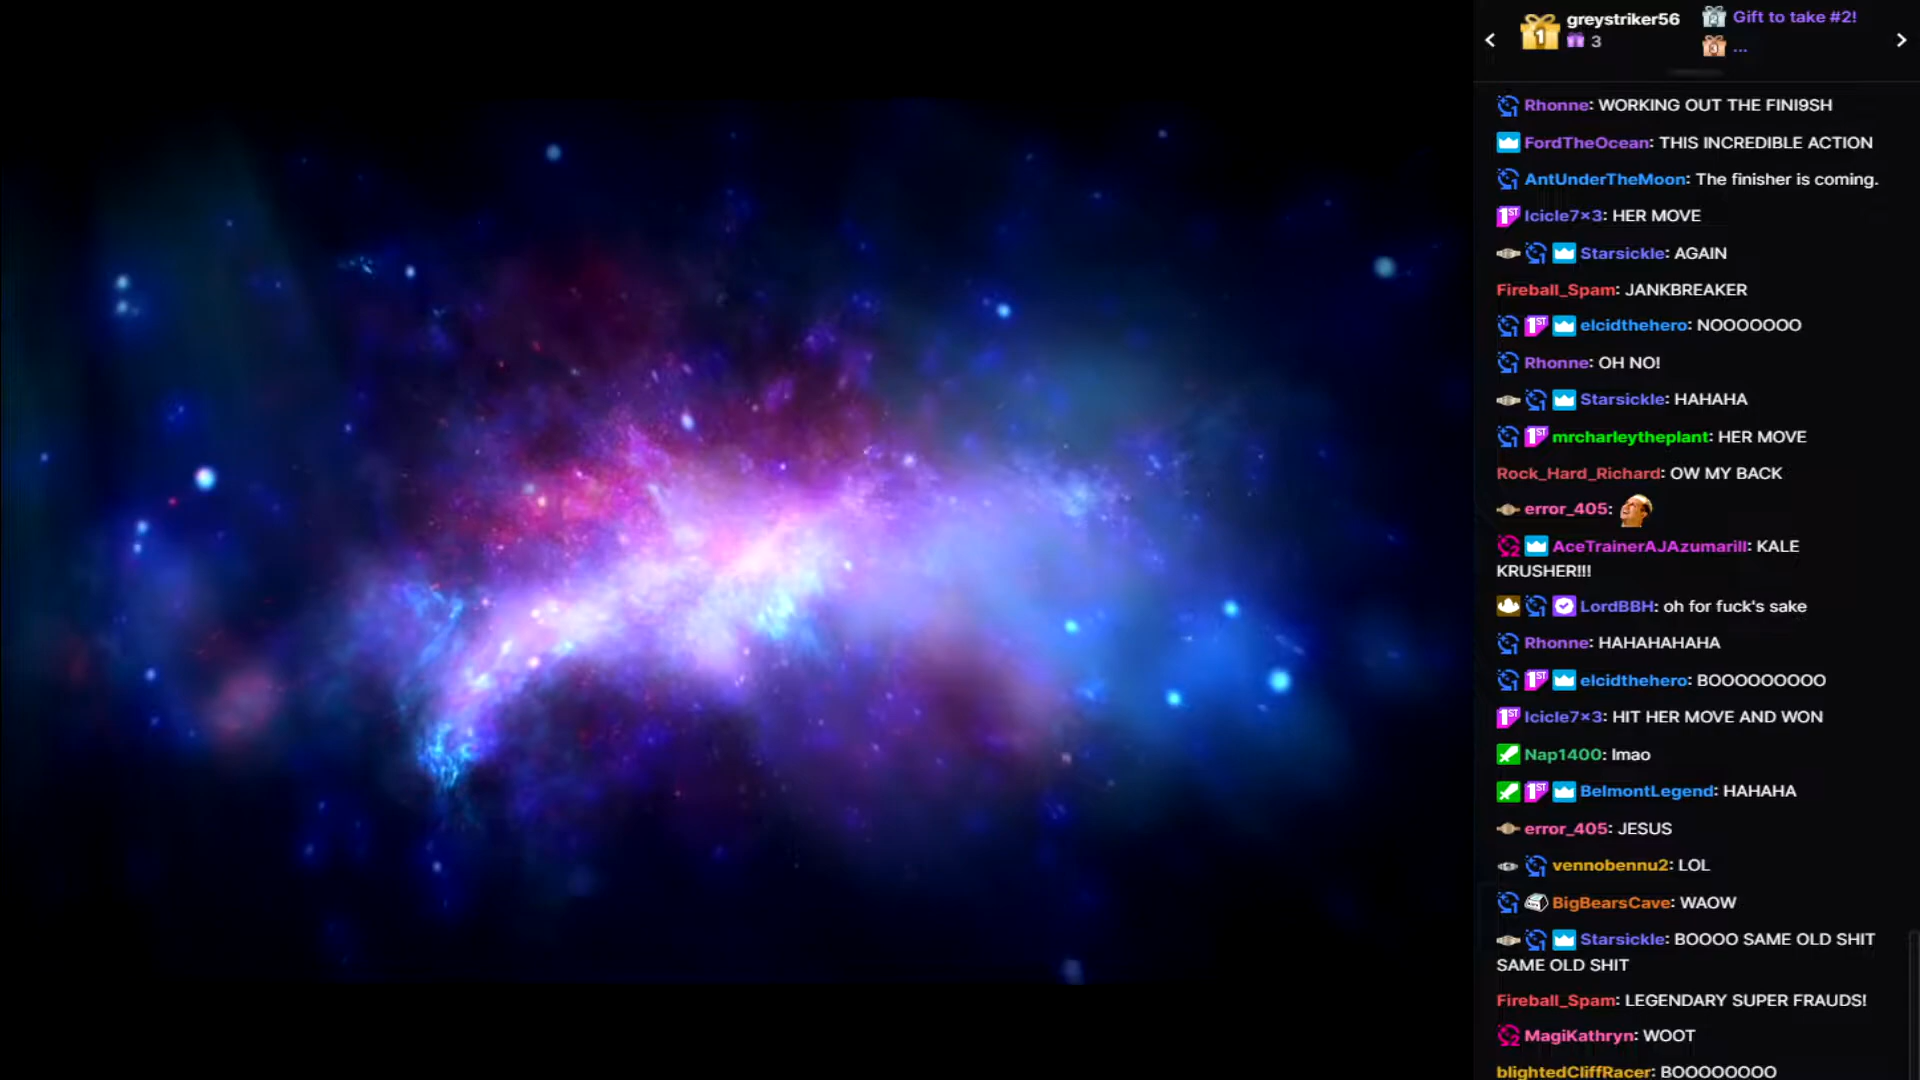 greystriker56
3
Gift to take #2!
...
Rhonne: WORKING OUT THE FINI9SH
FordTheOcean: THIS INCREDIBLE ACTION
AntUnderTheMoon: The finisher is coming.
Icicle7x3: HER MOVE
Starsickle: AGAIN
Fireball_Spam: JANKBREAKER
elcidthehero: NOOOOOOO
Rhonne: OH NO!
Starsickle: HAHAHA
mrcharleytheplant: HER MOVE
Rock_Hard_Richard: OW MY BACK
error_405:
AceTrainerAJAzumarill: KALE
KRUSHER!!!
LordBBH: oh for fuck's sake
Rhonne: HAHAHAHAHA
elcidthehero: BOOOOOOOOO
Icicle7x3: HIT HER MOVE AND WON
Nap1400: lmao
BelmontLegend: HAHAHA
error_405: JESUS
vennobennu2: LOL
BigBearsCave: WAOW
Starsickle: BOOOO SAME OLD SHIT
SAME OLD SHIT
Fireball_Spam: LEGENDARY SUPER FRAUDS!
MagiKathryn: WOOT
blightedCliffRacer: BOOOOOOOO